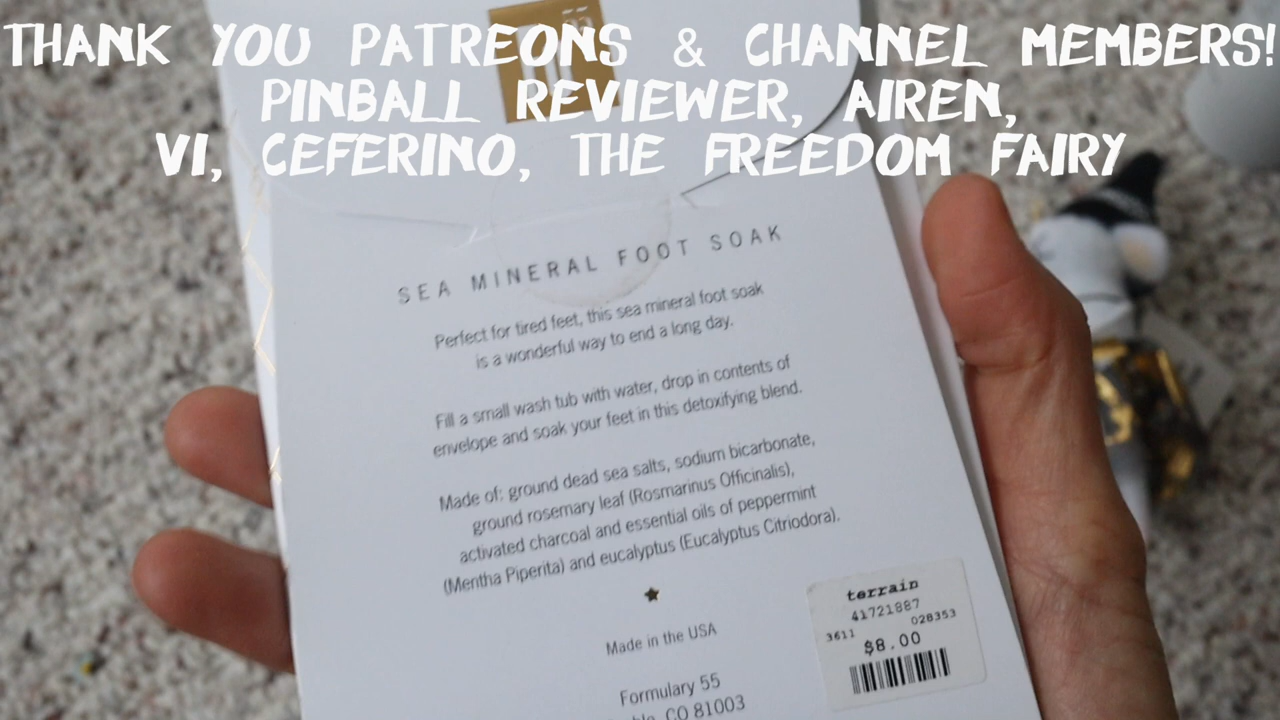 THANK YOU PATREONS & CHANNEL MEMBERS!
PINBALL REVIEWER, AIREN,
VI, CEFERINO, THE FREEDOM FAIRY
SEA MINERAL FOOT SOAK
Perfect for tired feet, this sea mineral foot soak
is a wonderful way to end a long day.
Fill a small wash tub with water, drop in contents of
envelope and soak your feet in this detoxifying blend.
Made of: ground dead sea salts, sodium bicarbonate,
ground rosemary leaf (Rosmarinus Officinalis),
activated charcoal and essential oils of peppermint
(Mentha Piperita) and eucalyptus (Eucalyptus Citriodora).
Made in the USA
Formulary 55
CO 81003
terrain
41721887
3611 028353
$8.00